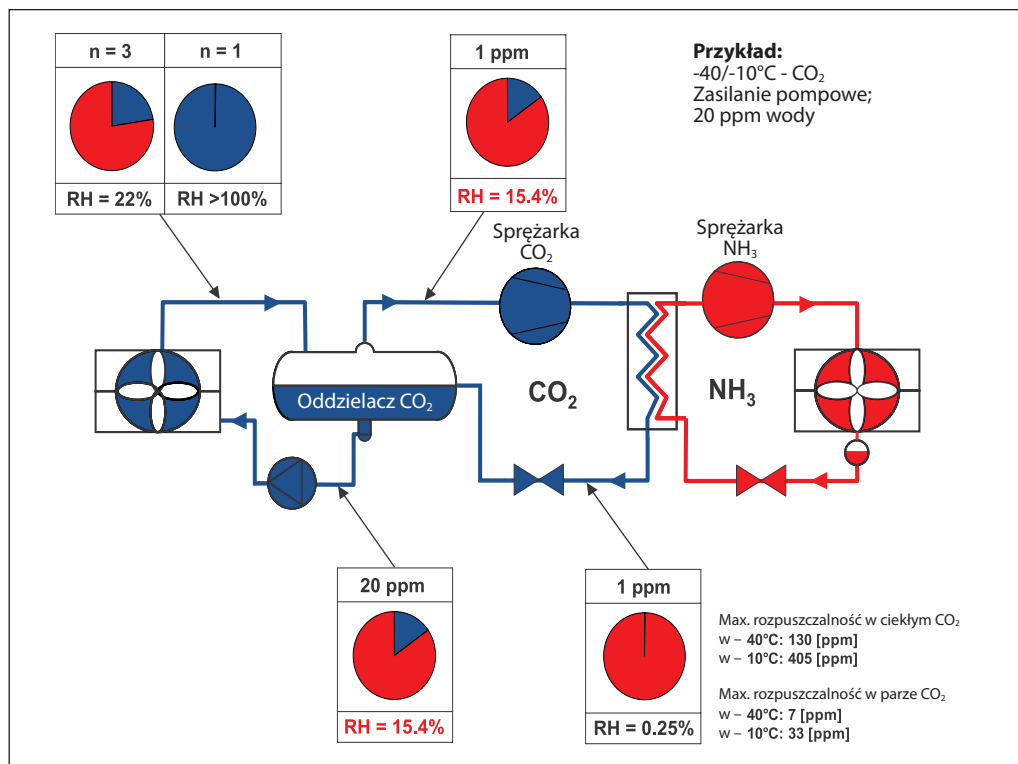 n = 3
n = 1
RH = 22%
RH >100%
1 ppm
RH = 15.4%
Przykład:
-40/-10°C - CO₂
Zasilanie pompowe;
20 ppm wody
Sprężarka
CO₂
Sprężarka
NH₃
Oddzielacz CO₂
CO₂
NH₃
20 ppm
RH = 15.4%
1 ppm
RH = 0.25%
Max. rozpuszczalność w ciekłym CO₂
w – 40°C: 130 [ppm]
w – 10°C: 405 [ppm]
Max. rozpuszczalność w parze CO₂
w – 40°C: 7 [ppm]
w – 10°C: 33 [ppm]